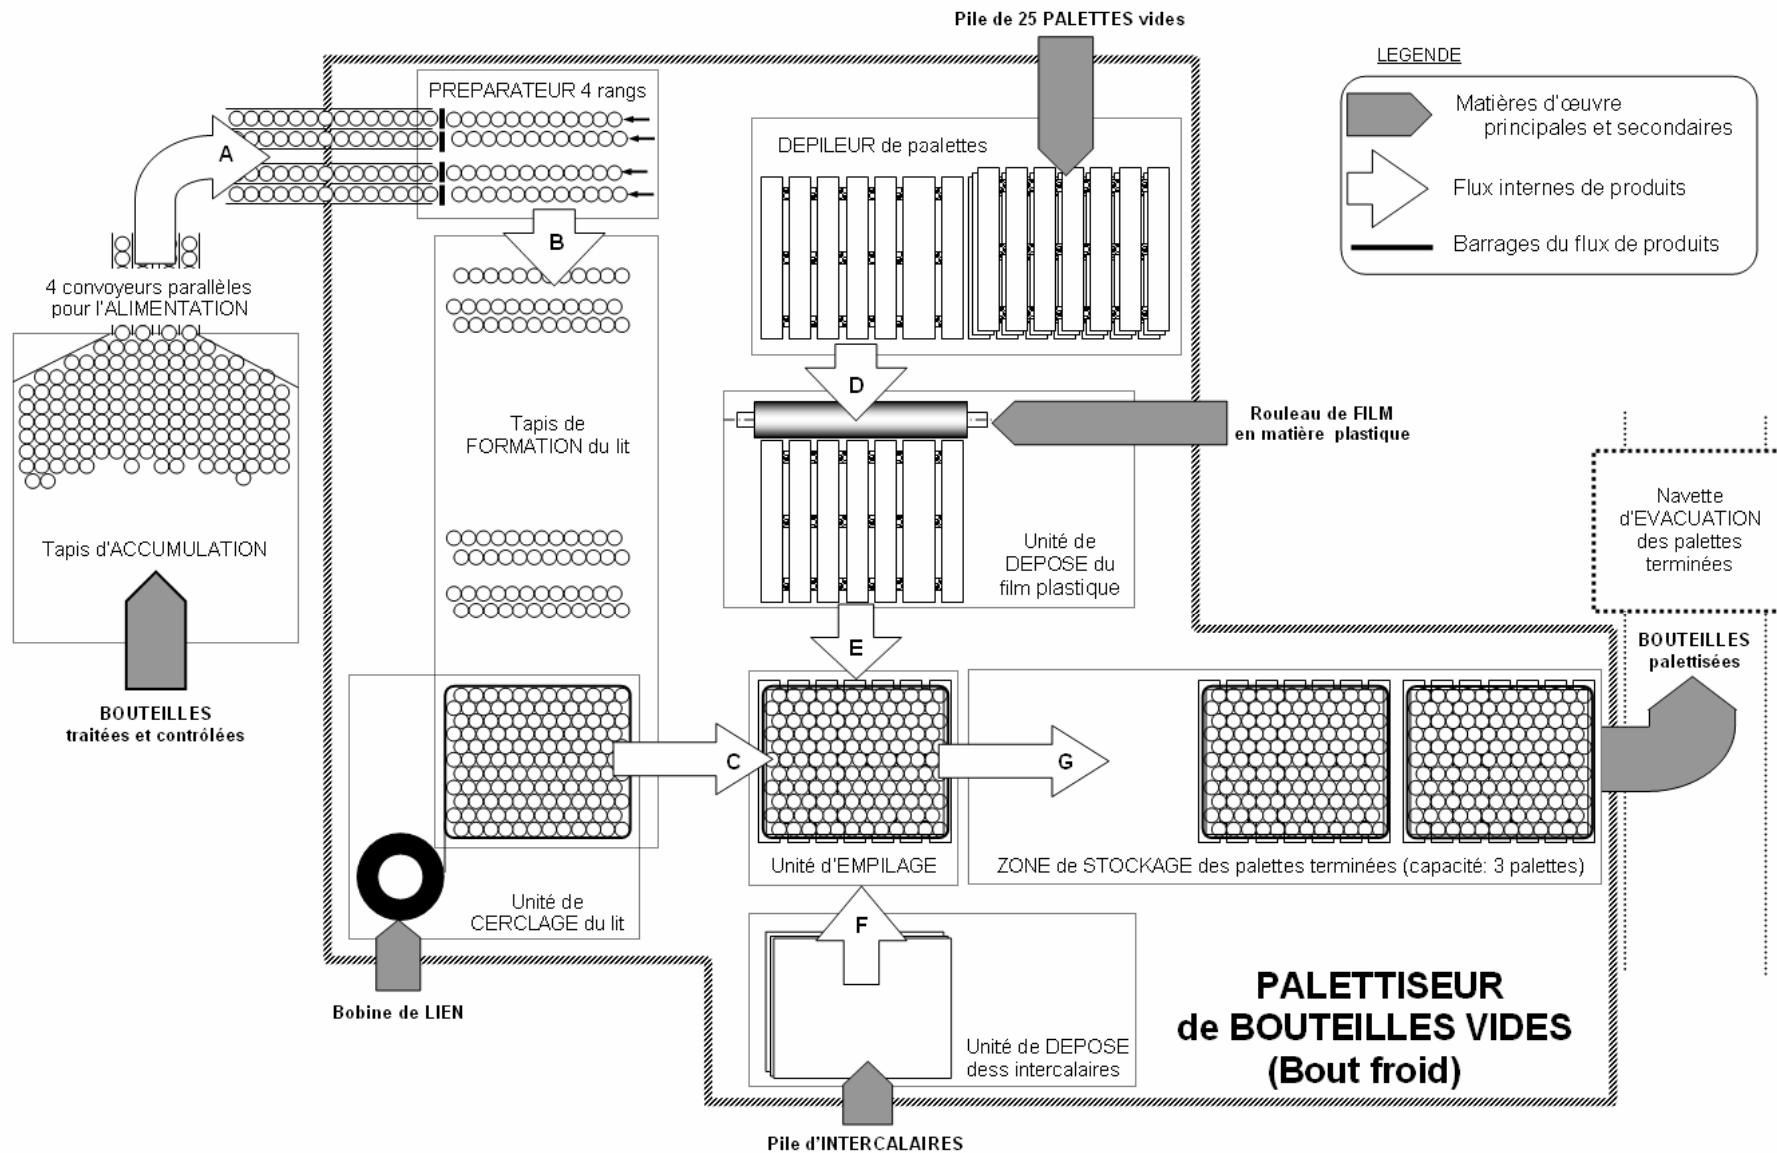 Pile de 25 PALETTES vides
LEGENDE
Matières d'œuvre
principales et secondaires
Flux internes de produits
Barrages du flux de produits
PREPARATEUR 4 rangs
A
B
DEPILEUR de paalettes
4 convoyeurs parallèles
pour l'ALIMENTATION
D
Rouleau de FILM
en matière plastique
Tapis de
FORMATION du lit
Tapis d'ACCUMULATION
Unité de
DEPOSE du
film plastique
Navette
d'EVACUATION
des palettes
terminées
E
BOUTEILLES
palettisées
BOUTEILLES
traitées et contrôlées
C
G
Unité d'EMPILAGE
ZONE de STOCKAGE des palettes terminées (capacité: 3 palettes)
Unité de
CERCLAGE du lit
F
Bobine de LIEN
PALETTISEUR
de BOUTEILLES VIDES
(Bout froid)
Unité de DEPOSE
dess intercalaires
Pile d'INTERCALAIRES